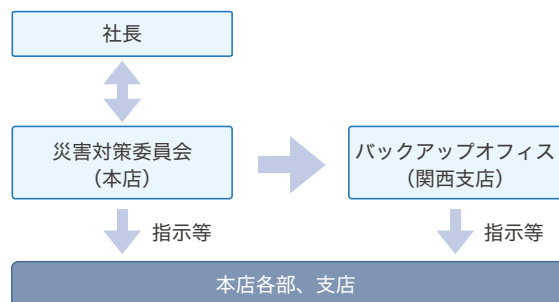 社長
災害対策委員会
（本店）
バックアップオフィス
（関西支店）
指示等
指示等
本店各部、支店